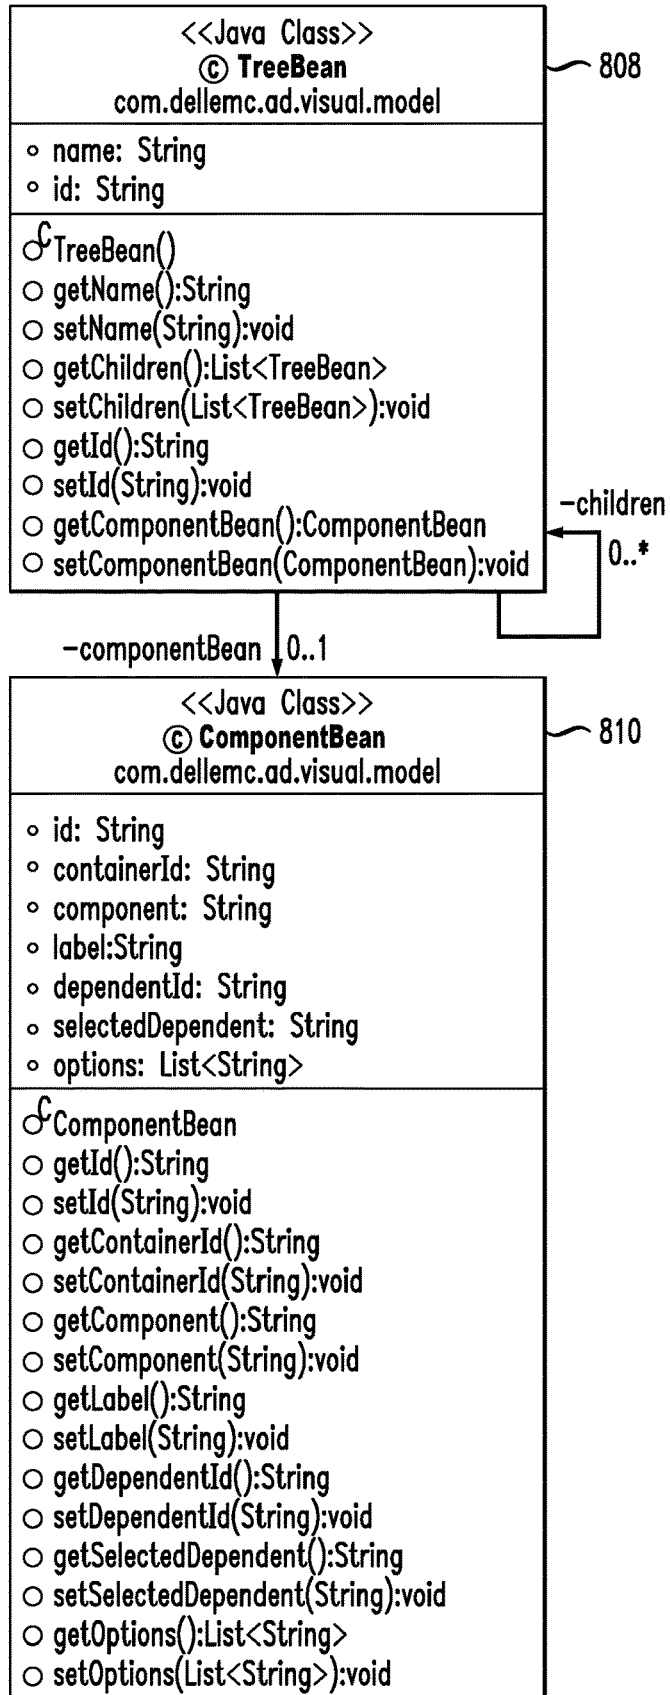 <<Java Class>>
Ⓒ TreeBean
com.dellemc.ad.visual.model
808
name: String
id: String
C TreeBean()
getName():String
setName(String):void
getChildren():List<TreeBean>
setChildren(List<TreeBean>):void
getId():String
setId(String):void
getComponentBean():ComponentBean
setComponentBean(ComponentBean):void
-children
0..*
-componentBean 0..1
<<Java Class>>
Ⓒ ComponentBean
com.dellemc.ad.visual.model
810
id: String
containerId: String
component: String
label:String
dependentId: String
selectedDependent: String
options: List<String>
C ComponentBean
getId():String
setId(String):void
getContainerId():String
setContainerId(String):void
getComponent():String
setComponent(String):void
getLabel():String
setLabel(String):void
getDependentId():String
setDependentId(String):void
getSelectedDependent():String
setSelectedDependent(String):void
getOptions():List<String>
setOptions(List<String>):void